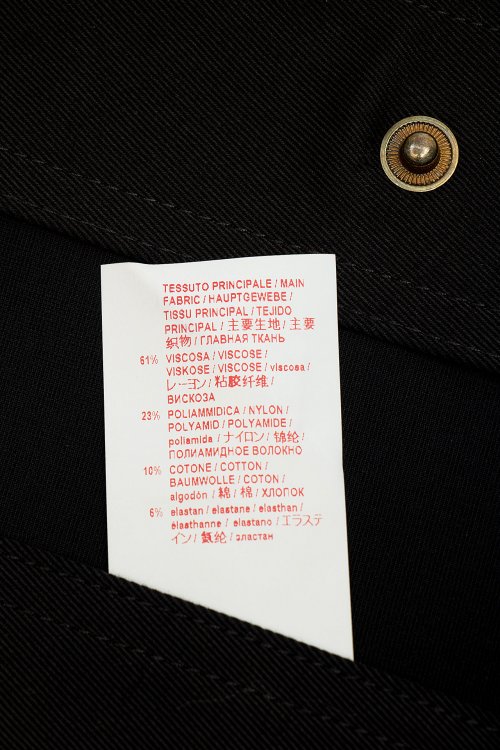 TESSUTO PRINCIPALE / MAIN
FABRIC / HAUPTGEWEBE /
TISSU PRINCIPAL / TEJIDO
PRINCIPAL / 主要生地 / 主要
织物 / ГЛАВНАЯ ТКАНЬ
61% VISCOSA / VISCOSE /
VISKOSE / VISCOSE / viscosa /
レーヨン / 粘胶纤维 /
ВИСКОЗА
23% POLIAMMIDICA / NYLON /
POLYAMID / POLYAMIDE /
poliamida / ナイロン / 锦纶 /
ПОЛИАМИДНОЕ ВОЛОКНО
10% COTONE / COTTON /
BAUMWOLLE / COTON /
algodón / 綿 / 棉 / ХЛОПОК
6% elastan / elastane / elasthan /
élasthanne / elastano / エラステ
イン / 氨纶 / эластан